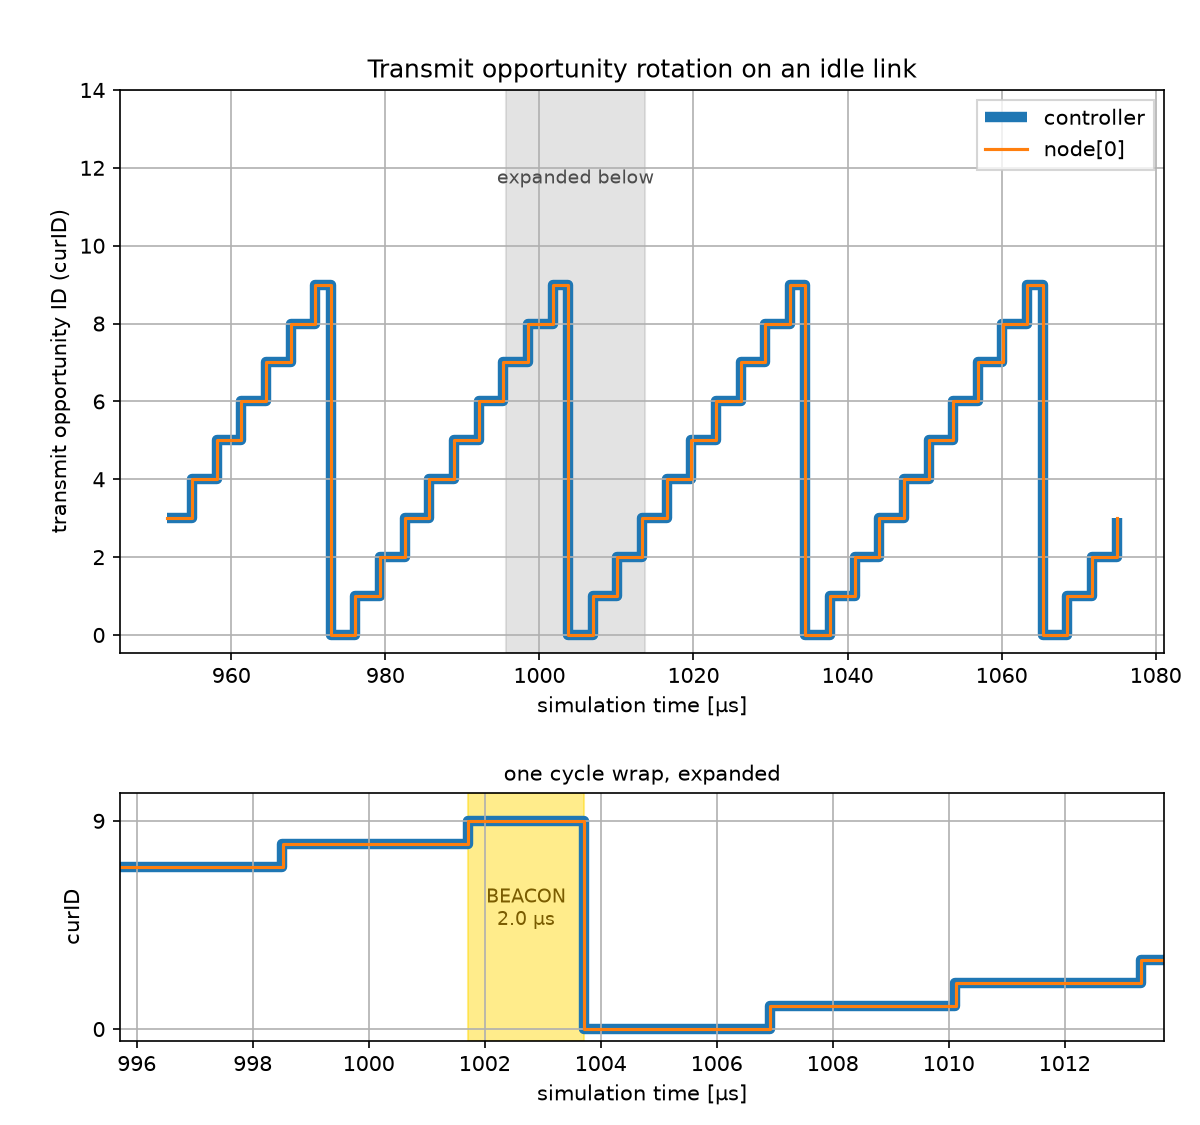 Transmit opportunity rotation on an idle link
14
12
10
8
6
4
2
0
transmit opportunity ID (curID)
controller
node[0]
expanded below
960 980 1000 1020 1040 1060 1080
simulation time [µs]
one cycle wrap, expanded
9
0
curID
BEACON
2.0 µs
996 998 1000 1002 1004 1006 1008 1010 1012
simulation time [µs]